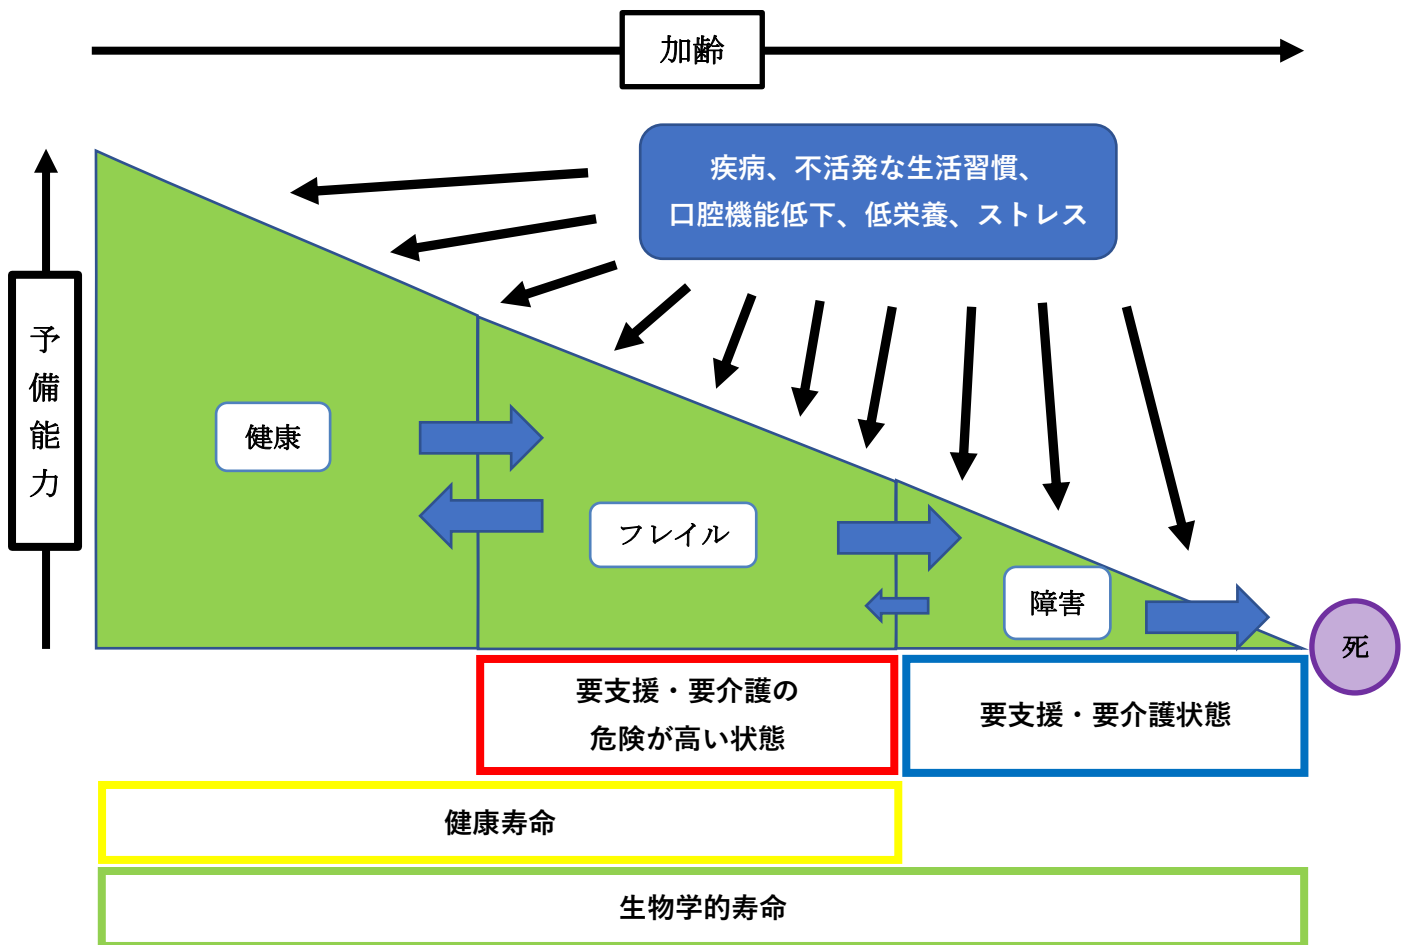 加齢
疾病、不活発な生活習慣、
口腔機能低下、低栄養、ストレス
予備能力
健康
フレイル
障害
死
要支援・要介護の
危険が高い状態
要支援・要介護状態
健康寿命
生物学的寿命